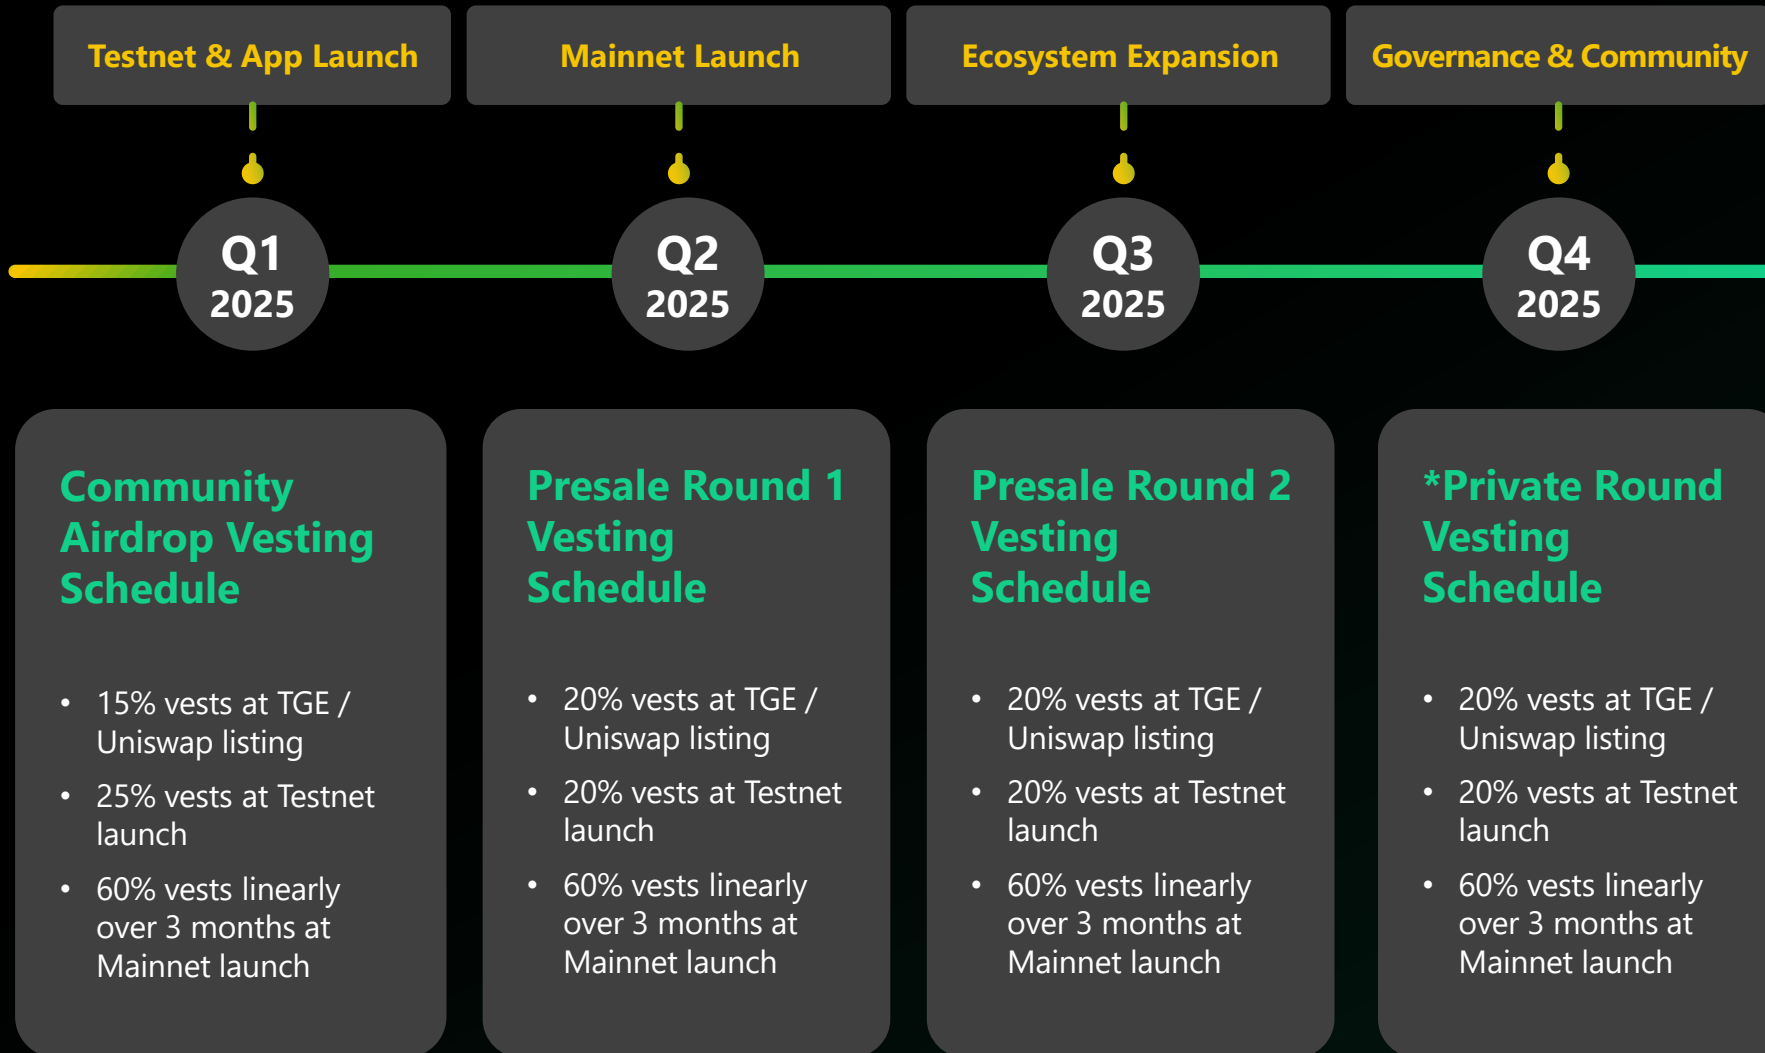 Testnet & App Launch
Mainnet Launch
Ecosystem Expansion
Governance & Community
Q1
2025
Q2
2025
Q3
2025
Q4
2025
Community
Airdrop Vesting
Schedule
• 15% vests at TGE /
Uniswap listing
• 25% vests at Testnet
launch
• 60% vests linearly
over 3 months at
Mainnet launch
Presale Round 1
Vesting
Schedule
• 20% vests at TGE /
Uniswap listing
• 20% vests at Testnet
launch
• 60% vests linearly
over 3 months at
Mainnet launch
Presale Round 2
Vesting
Schedule
• 20% vests at TGE /
Uniswap listing
• 20% vests at Testnet
launch
• 60% vests linearly
over 3 months at
Mainnet launch
*Private Round
Vesting
Schedule
• 20% vests at TGE /
Uniswap listing
• 20% vests at Testnet
launch
• 60% vests linearly
over 3 months at
Mainnet launch